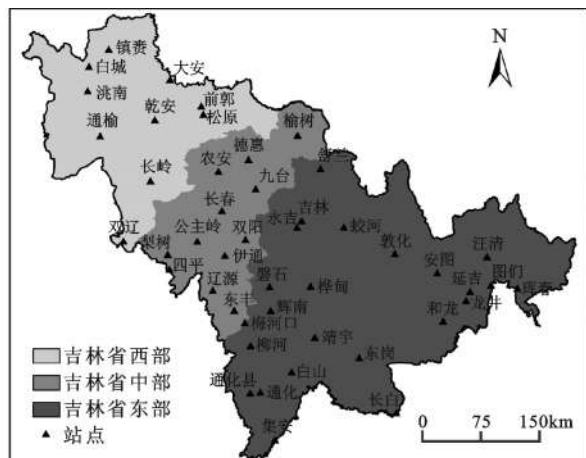 N
镇赉
白城
大安
洮南
乾安
前郭
松原
通榆
榆树
德惠
农安
舒兰
长岭
九台
长春
吉林
永吉
蛟河
双辽
公主岭
双阳
梨树
敦化
汪清
四平
伊通
安图
图们
延吉
珲春
辽源
磐石
桦甸
龙井
东丰
辉南
和龙
梅河口
靖宇
柳河
东岗
白山
通化县
通化
长白
集安
吉林省西部
吉林省中部
吉林省东部
站点
0 75 150km